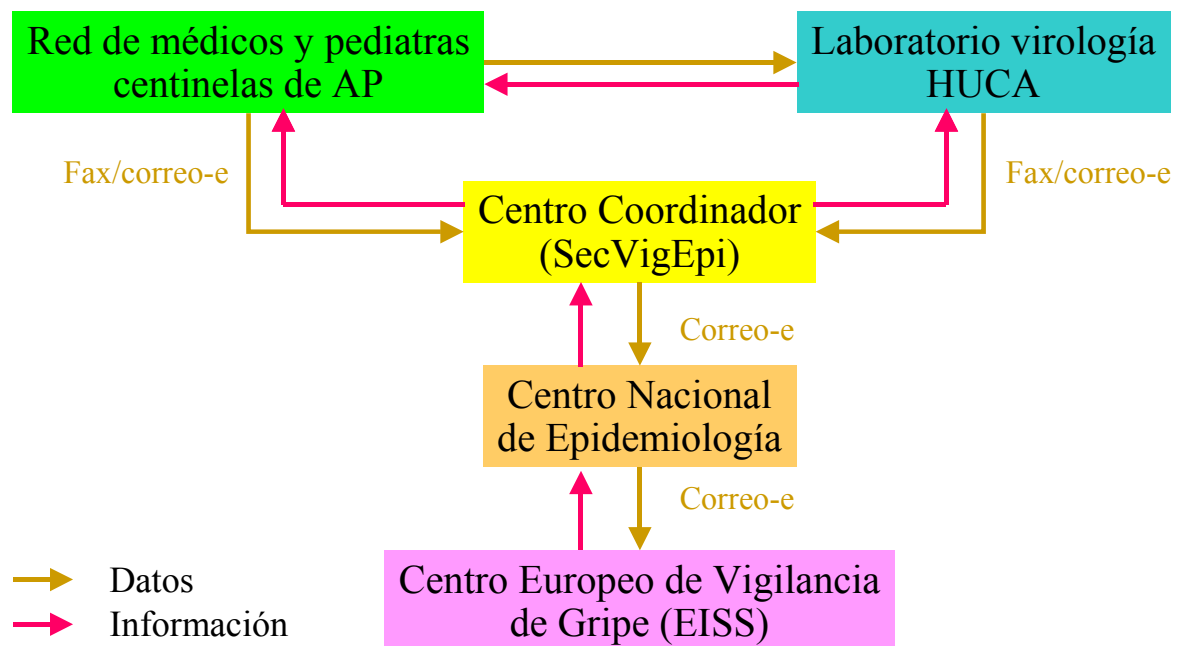 Red de médicos y pediatras
centinelas de AP
Laboratorio virología
HUCA
Fax/correo-e
Fax/correo-e
Centro Coordinador
(SecVigEpi)
Correo-e
Centro Nacional
de Epidemiología
Correo-e
Centro Europeo de Vigilancia
de Gripe (EISS)
Datos
Información